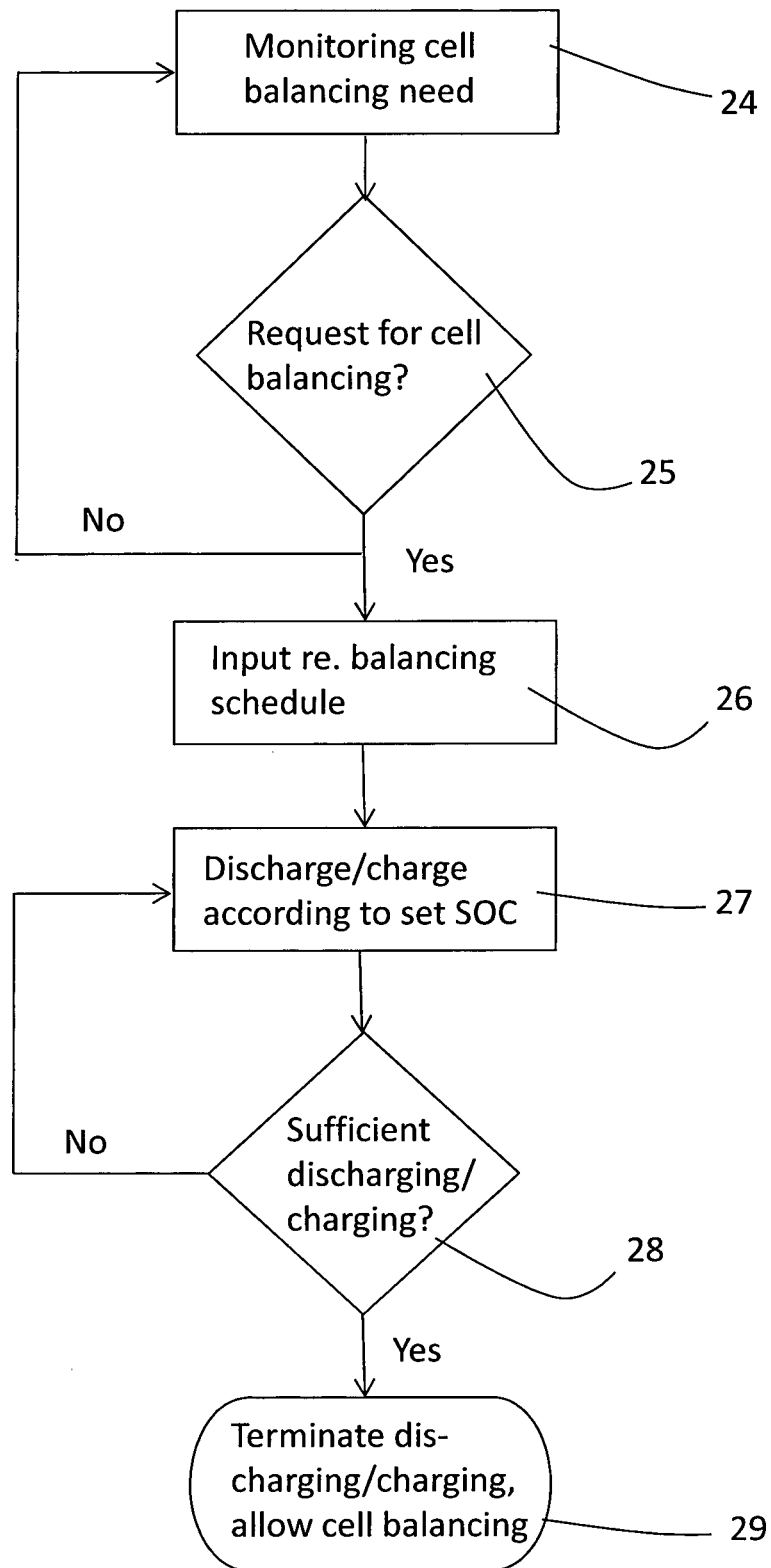 Monitoring cell
balancing need
24
Request for cell
balancing?
25
No
Yes
Input re. balancing
schedule
26
Discharge/charge
according to set SOC
27
No
Sufficient
discharging/
charging?
28
Yes
Terminate dis-
charging/charging,
allow cell balancing
29